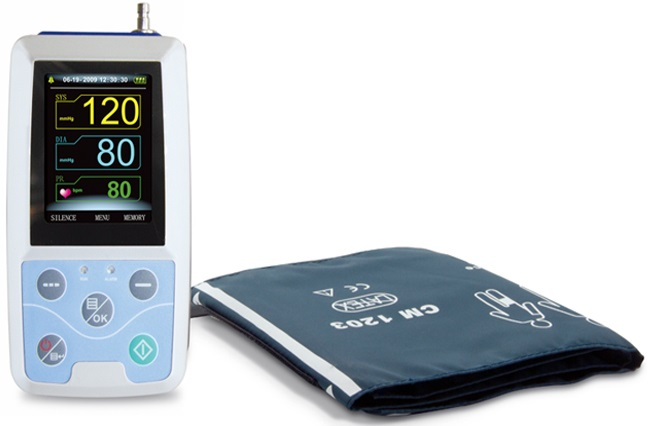 06-19-2009 12:30:30
SYS
mmHg 120
DIA
mmHg 80
PR
bpm 80
SILENCE MENU MEMORY
OK
LATEX
CM 1203
CE